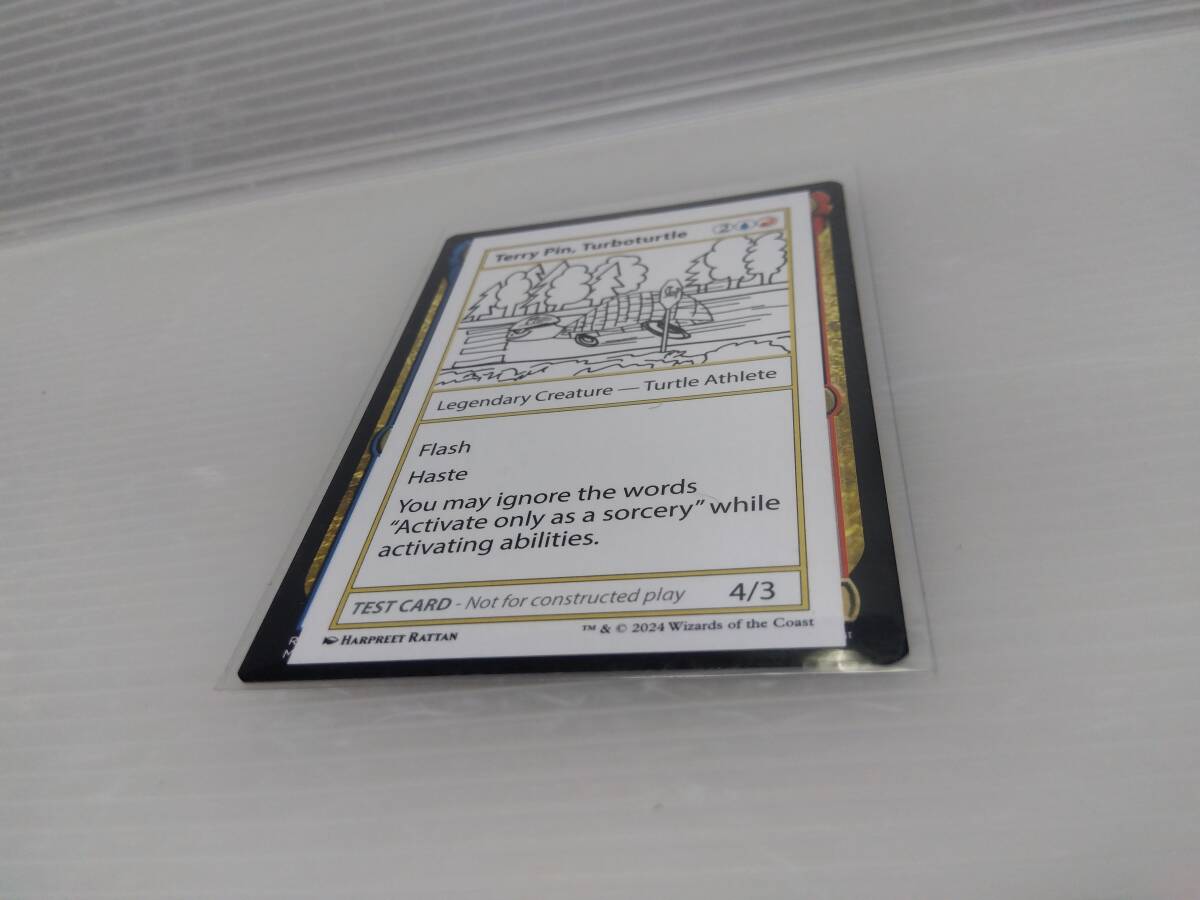 Terry Pin, Turboturtle 2
Legendary Creature — Turtle Athlete
Flash
Haste
You may ignore the words
“Activate only as a sorcery” while
activating abilities.
TEST CARD - Not for constructed play 4/3
HARPREET RATTAN ™ & © 2024 Wizards of the Coast
R
M